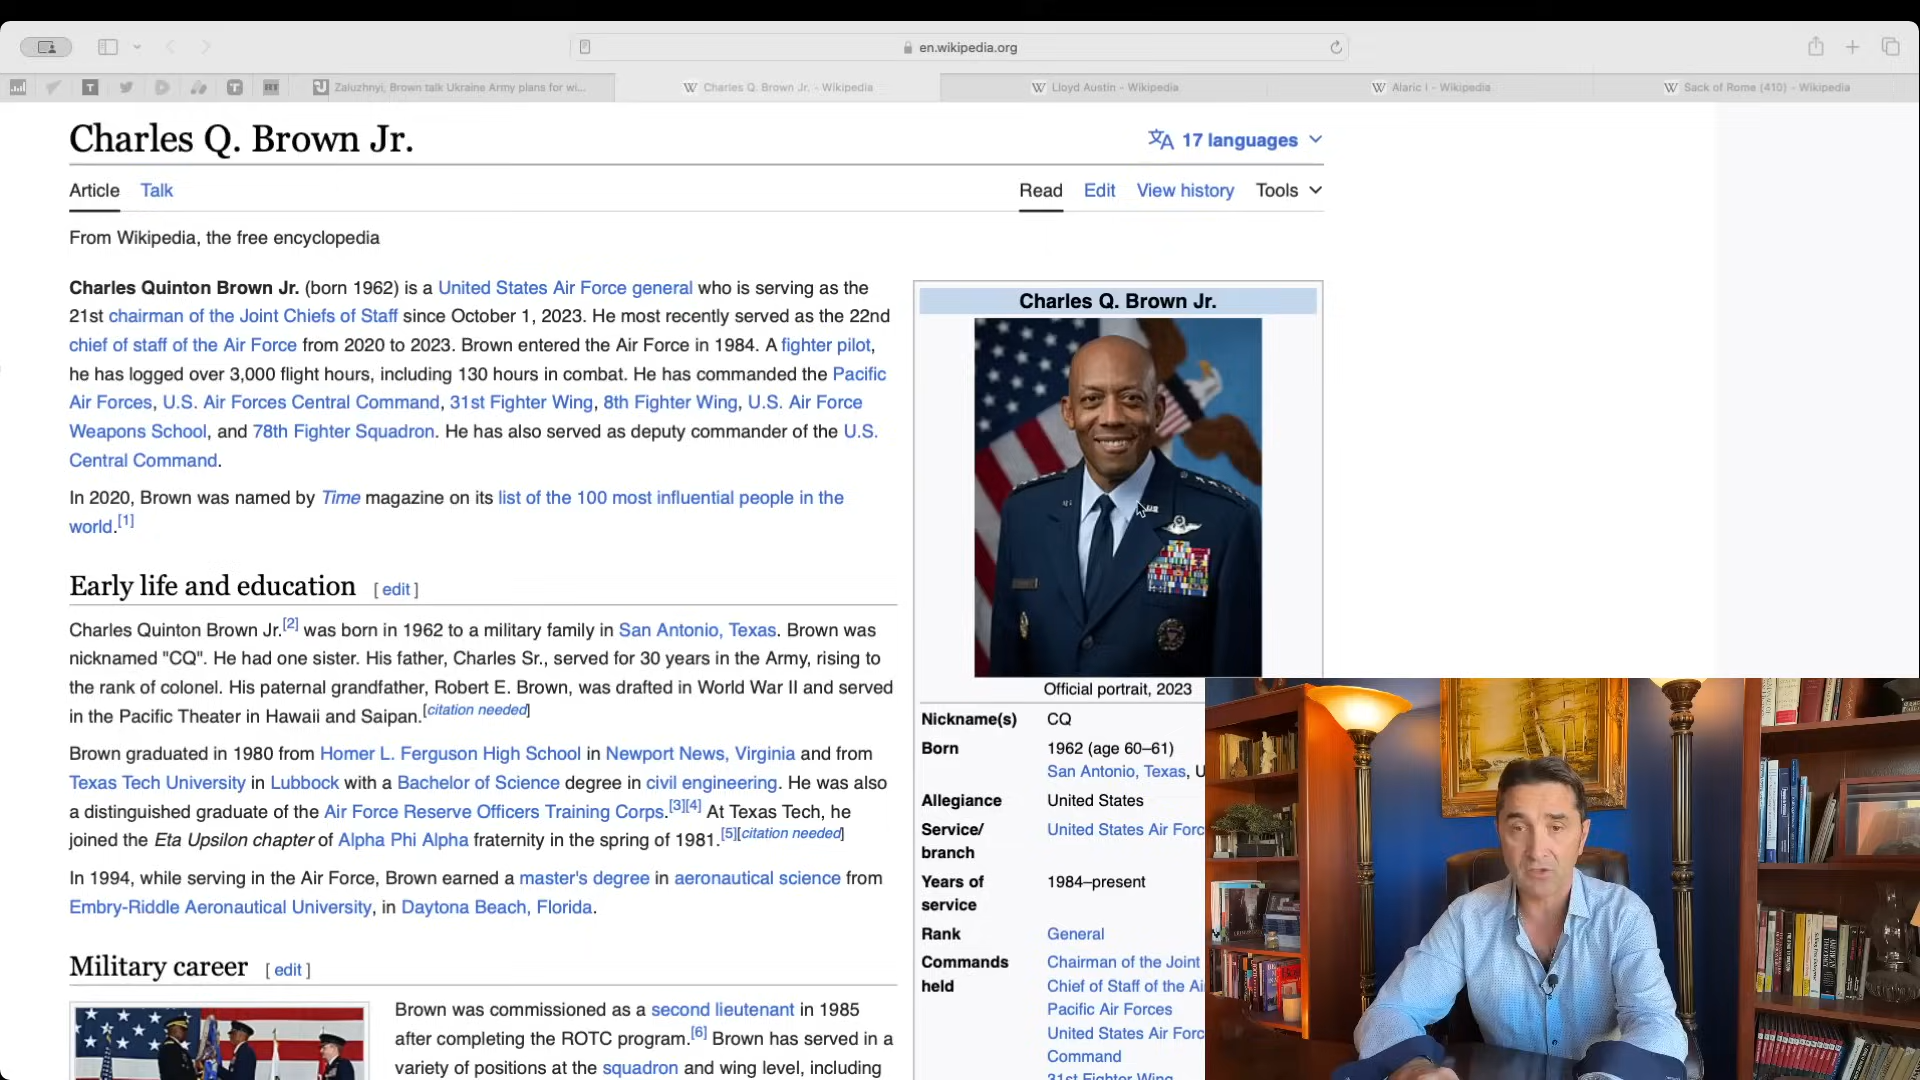 en.wikipedia.org
Zaluzhnyi, Brown talk Ukraine Army plans for wi...
Charles Q. Brown Jr. - Wikipedia
Lloyd Austin - Wikipedia
Alaric I - Wikipedia
Sack of Rome (410) - Wikipedia
Charles Q. Brown Jr.
17 languages
Article Talk
Read Edit View history Tools
From Wikipedia, the free encyclopedia
Charles Quinton Brown Jr. (born 1962) is a United States Air Force general who is serving as the
21st chairman of the Joint Chiefs of Staff since October 1, 2023. He most recently served as the 22nd
chief of staff of the Air Force from 2020 to 2023. Brown entered the Air Force in 1984. A fighter pilot,
he has logged over 3,000 flight hours, including 130 hours in combat. He has commanded the Pacific
Air Forces, U.S. Air Forces Central Command, 31st Fighter Wing, 8th Fighter Wing, U.S. Air Force
Weapons School, and 78th Fighter Squadron. He has also served as deputy commander of the U.S.
Central Command.
In 2020, Brown was named by Time magazine on its list of the 100 most influential people in the
world.[1]
Early life and education [ edit ]
Charles Quinton Brown Jr.[2] was born in 1962 to a military family in San Antonio, Texas. Brown was
nicknamed "CQ". He had one sister. His father, Charles Sr., served for 30 years in the Army, rising to
the rank of colonel. His paternal grandfather, Robert E. Brown, was drafted in World War II and served
in the Pacific Theater in Hawaii and Saipan.[citation needed]
Brown graduated in 1980 from Homer L. Ferguson High School in Newport News, Virginia and from
Texas Tech University in Lubbock with a Bachelor of Science degree in civil engineering. He was also
a distinguished graduate of the Air Force Reserve Officers Training Corps.[3][4] At Texas Tech, he
joined the Eta Upsilon chapter of Alpha Phi Alpha fraternity in the spring of 1981.[5][citation needed]
In 1994, while serving in the Air Force, Brown earned a master's degree in aeronautical science from
Embry-Riddle Aeronautical University, in Daytona Beach, Florida.
Military career [ edit ]
Brown was commissioned as a second lieutenant in 1985
after completing the ROTC program.[6] Brown has served in a
variety of positions at the squadron and wing level, including
Charles Q. Brown Jr.
Official portrait, 2023
Nickname(s) CQ
Born 1962 (age 60–61)
San Antonio, Texas, U
Allegiance United States
Service/ United States Air Forc
branch
Years of 1984–present
service
Rank General
Commands Chairman of the Joint
held Chief of Staff of the Ai
Pacific Air Forces
United States Air Forc
Command
31st Fighter Wing